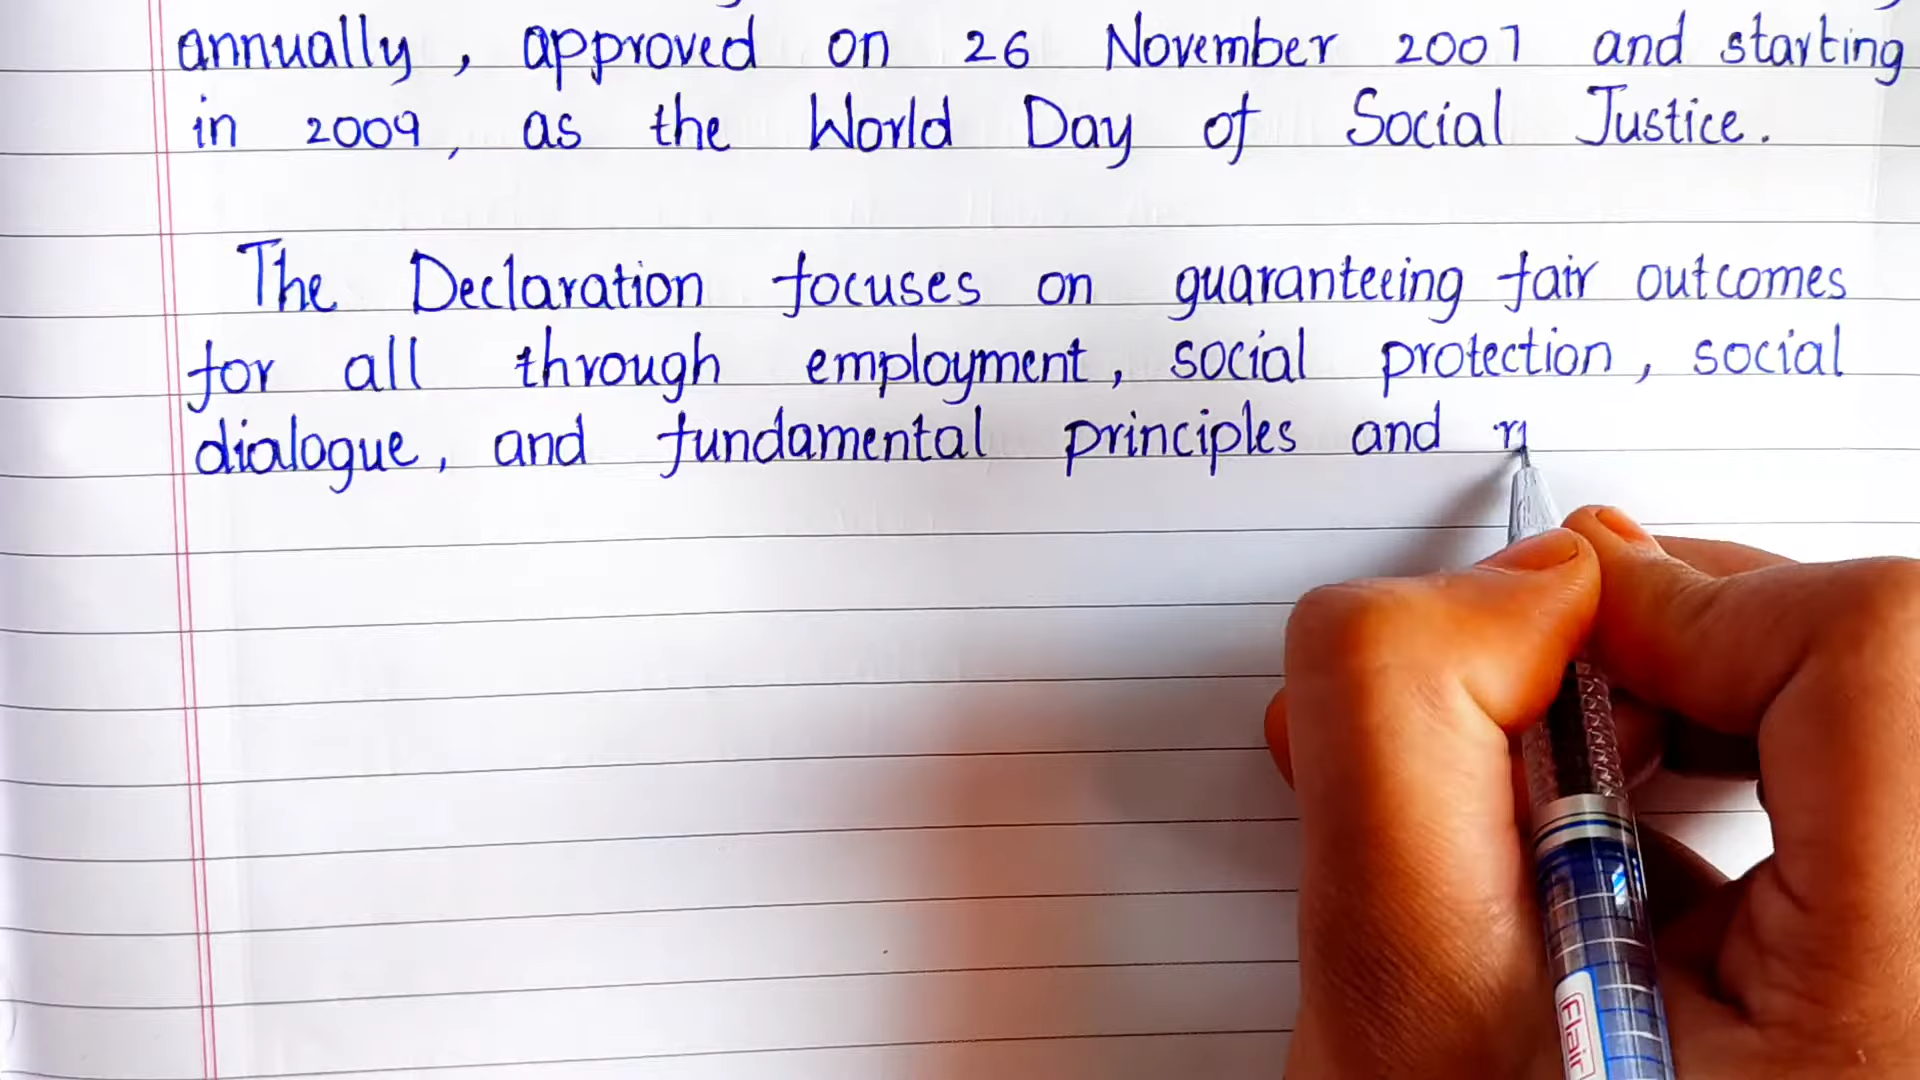 annually, approved on 26 November 2007 and starting
in 2009, as the World Day of Social Justice.
The Declaration focuses on guaranteeing fair outcomes
for all through employment, social protection, social
dialogue, and fundamental principles and
Flair